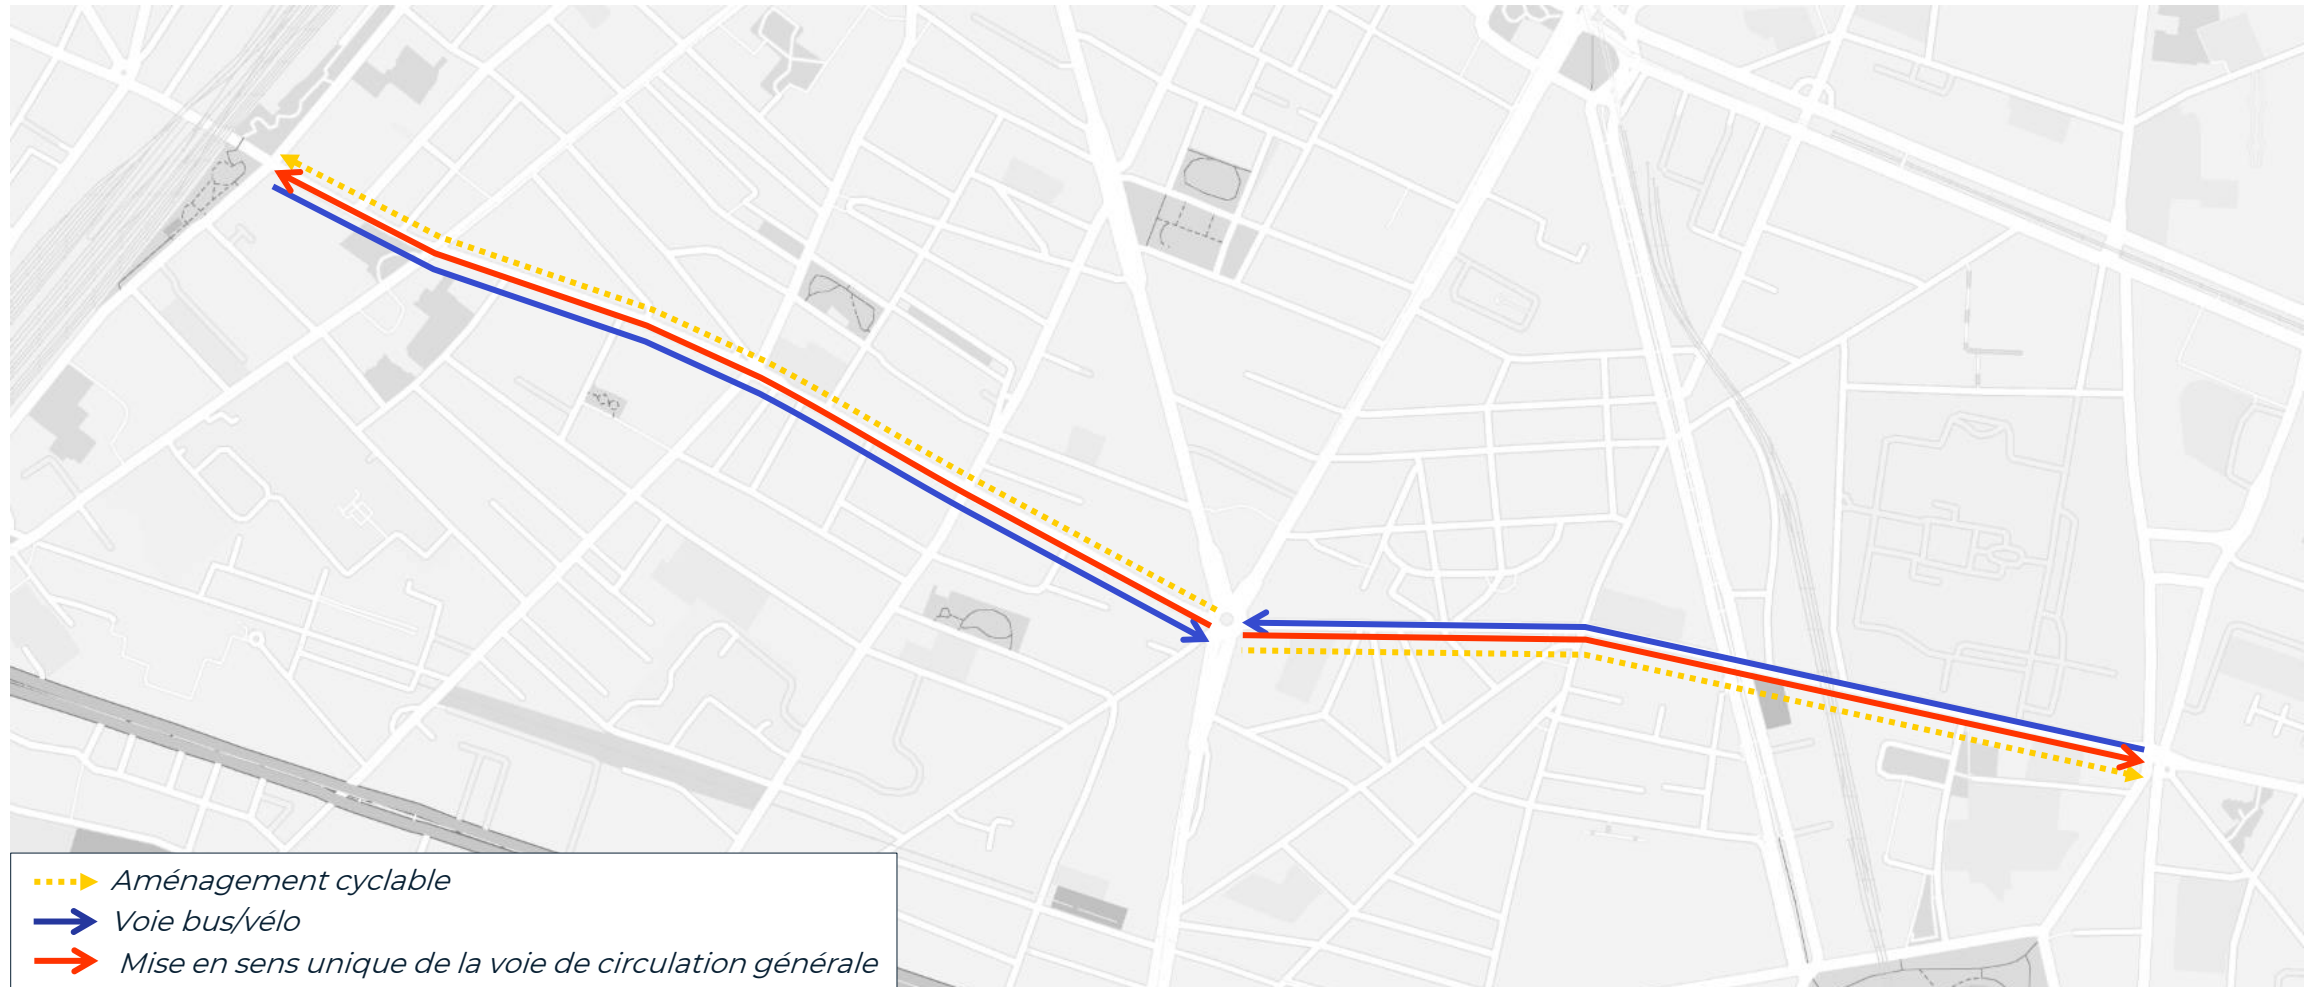 Aménagement cyclable
Voie bus/vélo
Mise en sens unique de la voie de circulation générale